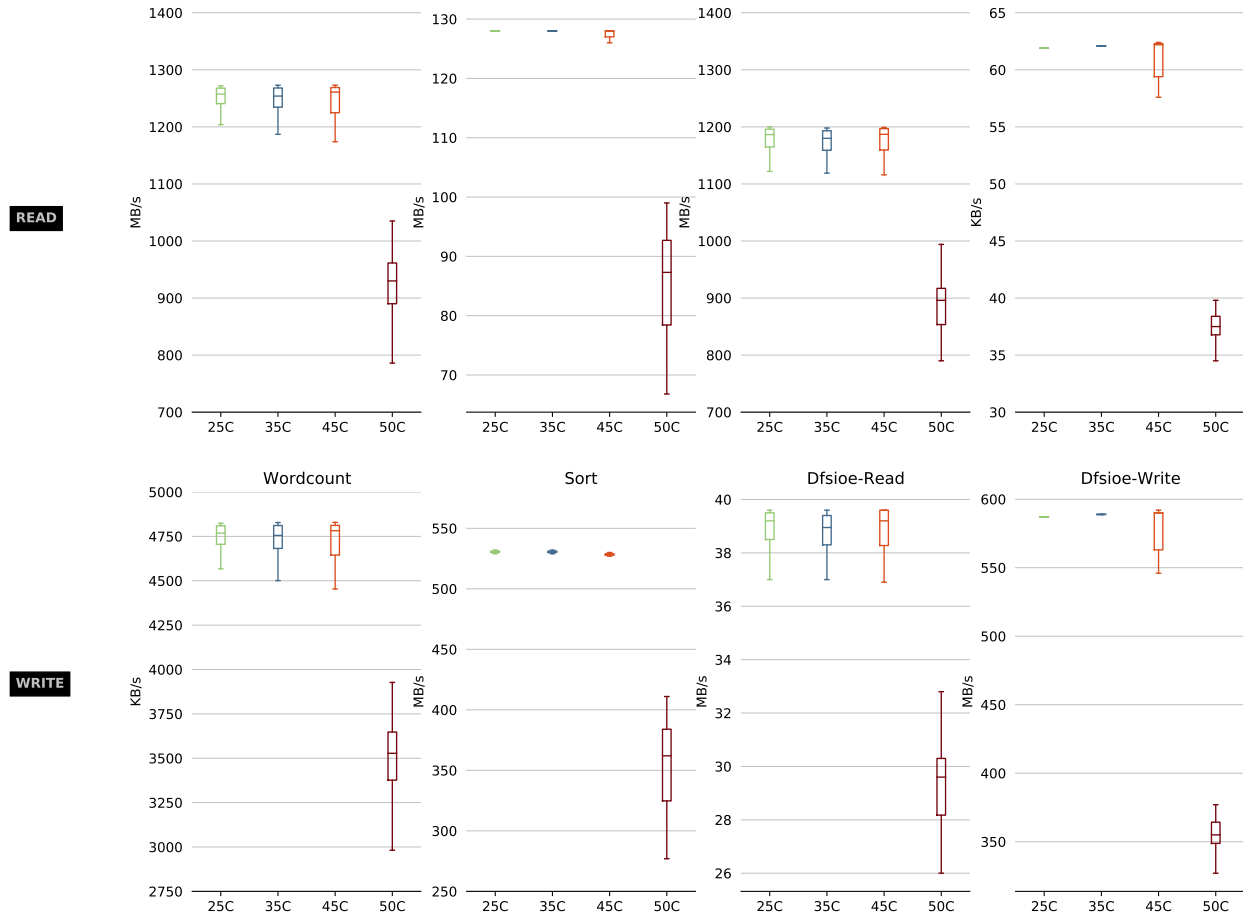 1400
1300
1200
1100
1000
900
800
700
MB/s
25C 35C 45C 50C
130
120
110
100
90
80
70
MB/s
25C 35C 45C 50C
1400
1300
1200
1100
1000
900
800
700
MB/s
25C 35C 45C 50C
65
60
55
50
45
40
35
30
KB/s
25C 35C 45C 50C
READ
Wordcount
5000
4750
4500
4250
4000
3750
3500
3250
3000
2750
KB/s
25C 35C 45C 50C
Sort
550
500
450
400
350
300
250
MB/s
25C 35C 45C 50C
Dfsioe-Read
40
38
36
34
32
30
28
26
MB/s
25C 35C 45C 50C
Dfsioe-Write
600
550
500
450
400
350
MB/s
25C 35C 45C 50C
WRITE